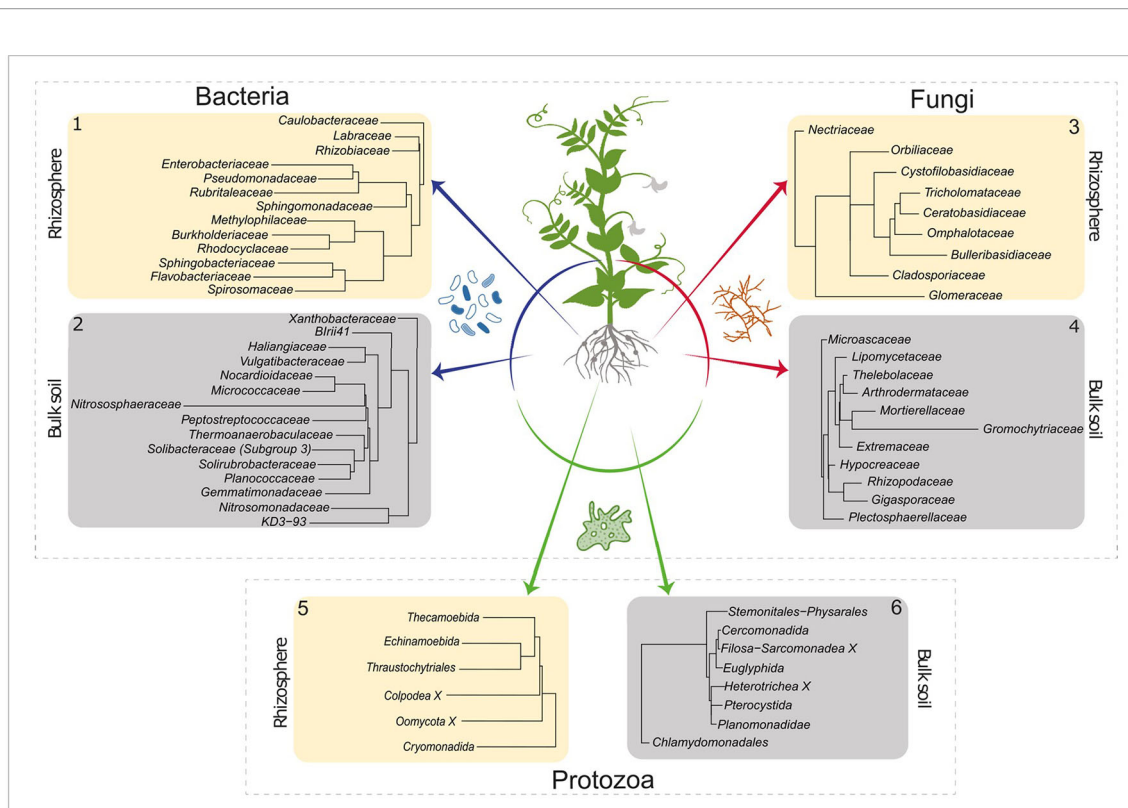 Bacteria
Rhizosphere
1
Caulobacteraceae
Labraceae
Rhizobiaceae
Enterobacteriaceae
Pseudomonadaceae
Rubritaleaceae
Sphingomonadaceae
Methylophilaceae
Burkholderiaceae
Rhodocyclaceae
Sphingobacteriaceae
Flavobacteriaceae
Spirosomaceae
Bulk soil
2
Xanthobacteraceae
BIrii41
Haliangiaceae
Vulgatibacteraceae
Nocardioidaceae
Micrococcaceae
Nitrososphaeraceae
Peptostreptococcaceae
Thermoanaerobaculaceae
Solibacteraceae (Subgroup 3)
Solirubrobacteraceae
Planococcaceae
Gemmatimonadaceae
Nitrosomonadaceae
KD3−93
Fungi
Rhizosphere
3
Nectriaceae
Orbiliaceae
Cystofilobasidiaceae
Tricholomataceae
Ceratobasidiaceae
Omphalotaceae
Bulleribasidiaceae
Cladosporiaceae
Glomeraceae
Bulk soil
4
Microascaceae
Lipomycetaceae
Thelebolaceae
Arthrodermataceae
Mortierellaceae
Gromochytriaceae
Extremaceae
Hypocreaceae
Rhizopodaceae
Gigasporaceae
Plectosphaerellaceae
Rhizosphere
5
Thecamoebida
Echinamoebida
Thraustochytriales
Colpodea X
Oomycota X
Cryomonadida
Bulk soil
6
Stemonitales−Physarales
Cercomonadida
Filosa−Sarcomonadea X
Euglyphida
Heterotrichea X
Pterocystida
Planomonadidae
Chlamydomonadales
Protozoa